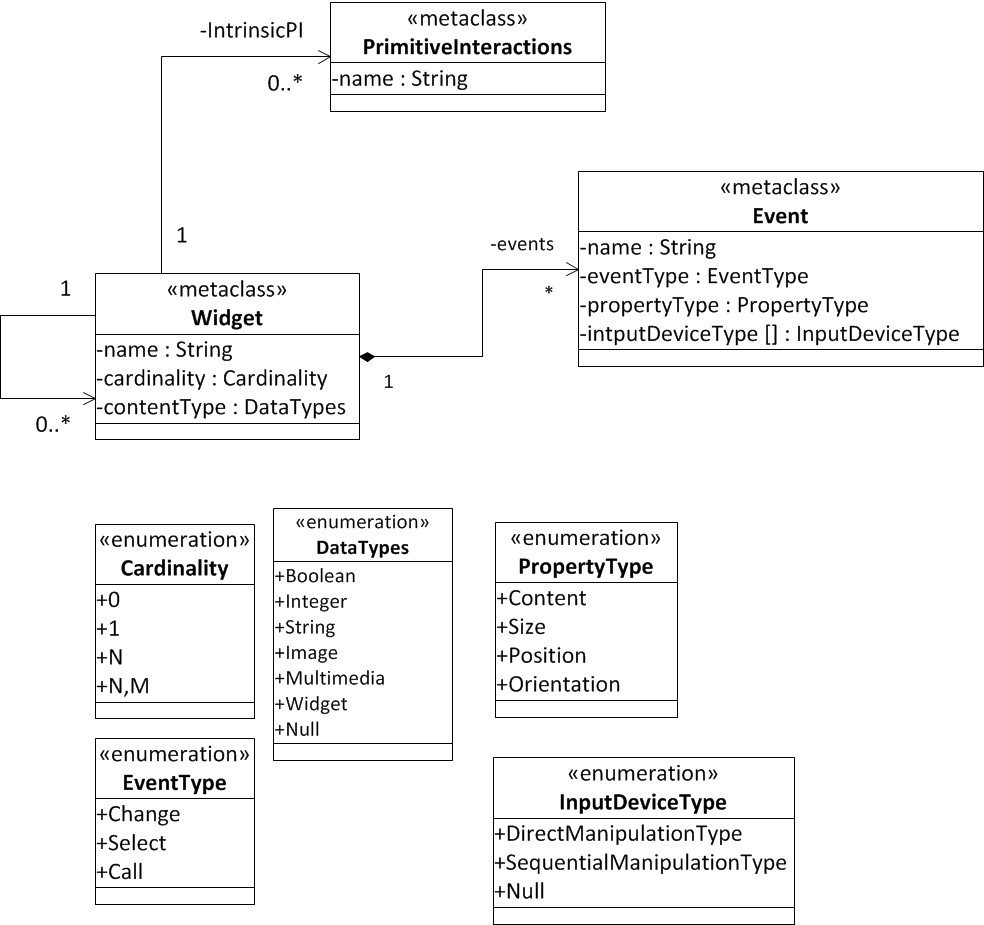 «metaclass»
PrimitiveInteractions
-name : String
-IntrinsicPI
0..*
1
«metaclass»
Event
-name : String
-eventType : EventType
-propertyType : PropertyType
-intputDeviceType [] : InputDeviceType
-events
*
1
«metaclass»
Widget
-name : String
-cardinality : Cardinality
-contentType : DataTypes
1
0..*
«enumeration»
Cardinality
+0
+1
+N
+N,M
«enumeration»
DataTypes
+Boolean
+Integer
+String
+Image
+Multimedia
+Widget
+Null
«enumeration»
PropertyType
+Content
+Size
+Position
+Orientation
«enumeration»
EventType
+Change
+Select
+Call
«enumeration»
InputDeviceType
+DirectManipulationType
+SequentialManipulationType
+Null